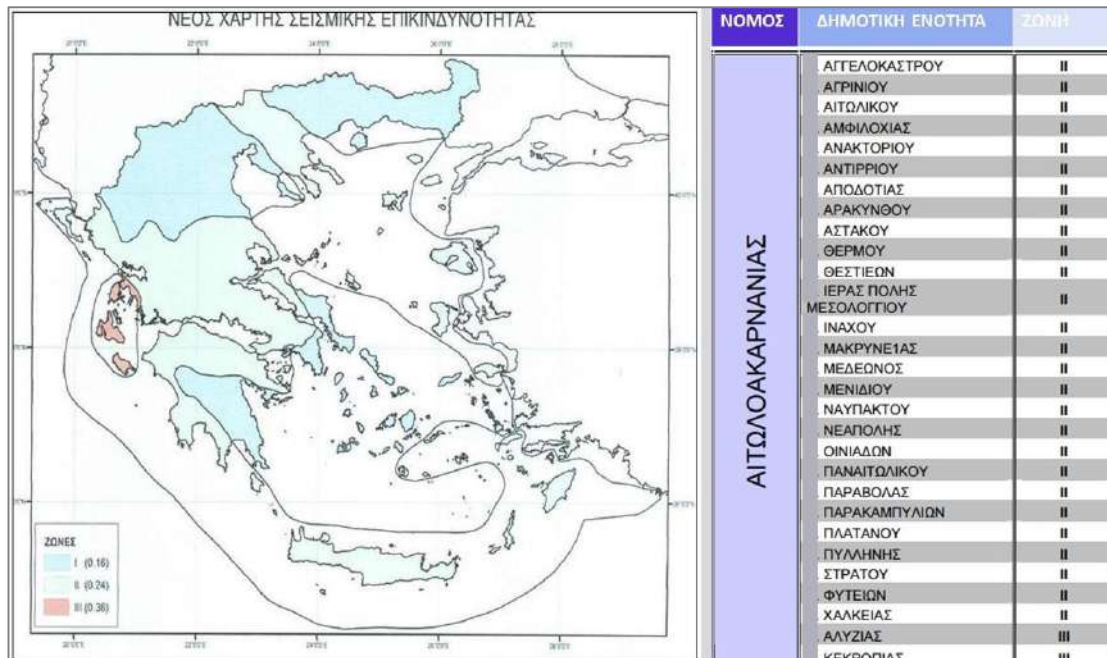 ΝΕΟΣ ΧΑΡΤΗΣ ΣΕΙΣΜΙΚΗΣ ΕΠΙΚΙΝΔΥΝΟΤΗΤΑΣ
ΖΩΝΕΣ
I (0.16)
II (0.24)
III (0.36)
ΝΟΜΟΣ ΔΗΜΟΤΙΚΗ ΕΝΟΤΗΤΑ ΖΩΝΗ
ΑΙΤΩΛΟΑΚΑΡΝΑΝΙΑΣ
. ΑΓΓΕΛΟΚΑΣΤΡΟΥ II
. ΑΓΡΙΝΙΟΥ II
. ΑΙΤΩΛΙΚΟΥ II
. ΑΜΦΙΛΟΧΙΑΣ II
. ΑΝΑΚΤΟΡΙΟΥ II
. ΑΝΤΙΡΡΙΟΥ II
. ΑΠΟΔΟΤΙΑΣ II
. ΑΡΑΚΥΝΘΟΥ II
. ΑΣΤΑΚΟΥ II
. ΘΕΡΜΟΥ II
. ΘΕΣΤΙΕΩΝ II
. ΙΕΡΑΣ ΠΟΛΗΣ
ΜΕΣΟΛΟΓΓΙΟΥ II
. ΙΝΑΧΟΥ II
. ΜΑΚΡΥΝΕ1ΑΣ II
. ΜΕΔΕΩΝΟΣ II
. ΜΕΝΙΔΙΟΥ II
. ΝΑΥΠΑΚΤΟΥ II
. ΝΕΑΠΟΛΗΣ II
. ΟΙΝΙΑΔΩΝ II
. ΠΑΝΑΙΤΩΛΙΚΟΥ II
. ΠΑΡΑΒΟΛΑΣ II
. ΠΑΡΑΚΑΜΠΥΛΙΩΝ II
. ΠΛΑΤΑΝΟΥ II
. ΠΥΛΛΗΝΗΣ II
. ΣΤΡΑΤΟΥ II
. ΦΥΤΕΙΩΝ II
. ΧΑΛΚΕΙΑΣ II
. ΑΛΥΖΙΑΣ III
. ΚΕΚΡΟΠΙΑΣ III